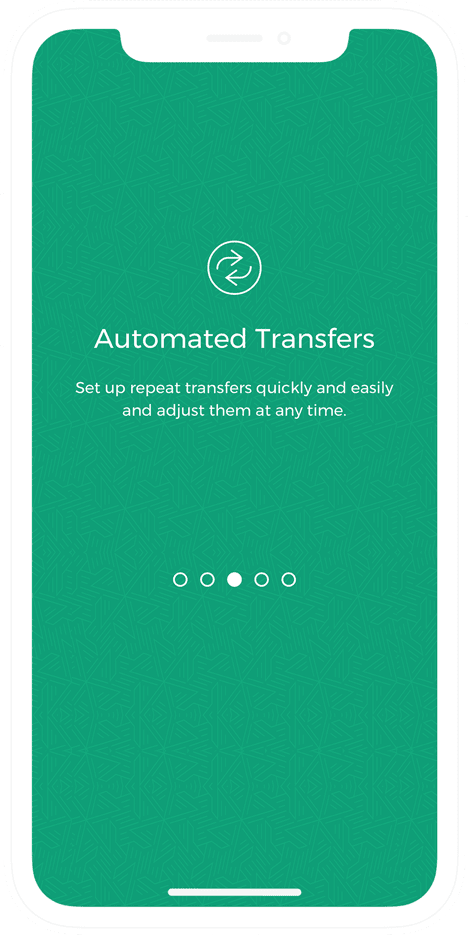 Automated Transfers
Set up repeat transfers quickly and easily
and adjust them at any time.